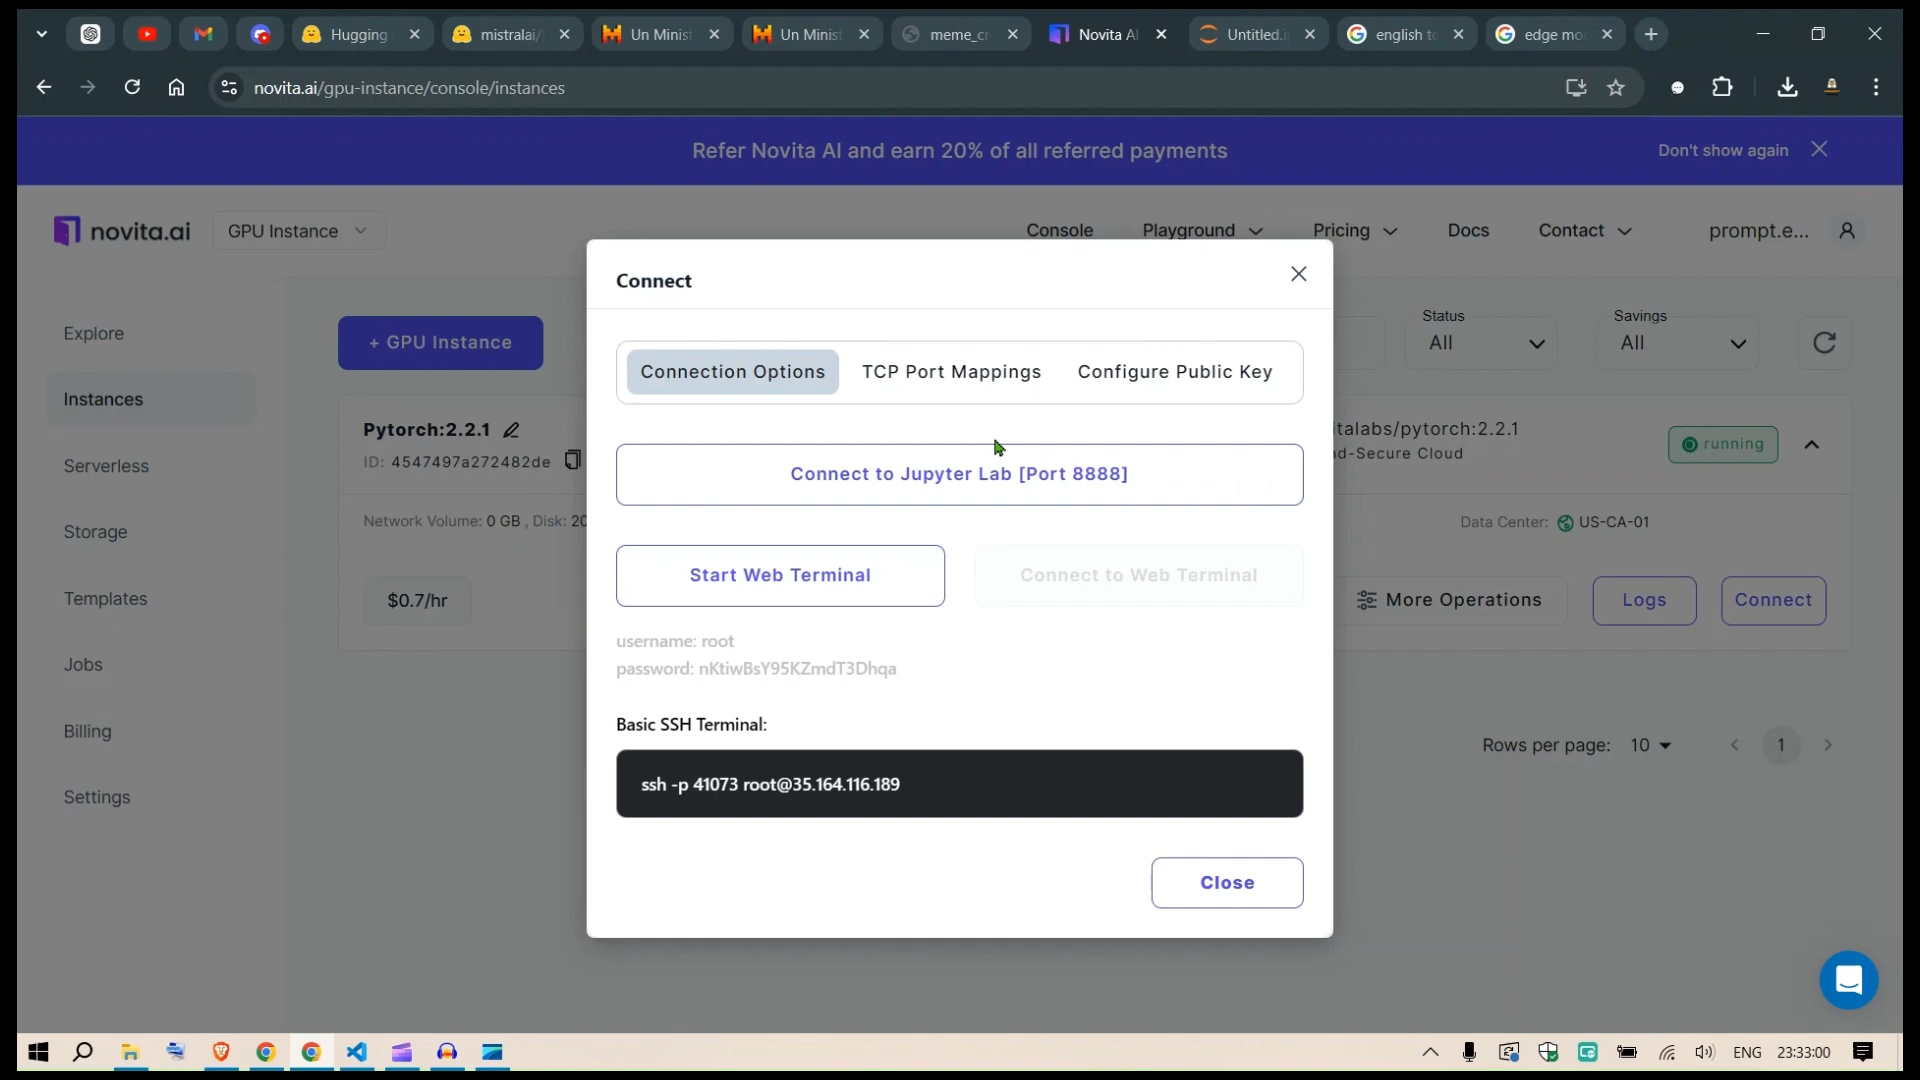 Hugging
mistralai/
Un Minist
Un Minist
meme_cr
Novita AI
Untitled.i
english to
edge mo
novita.ai/gpu-instance/console/instances
Refer Novita AI and earn 20% of all referred payments
Don't show again
novita.ai
GPU Instance
Console
Playground
Pricing
Docs
Contact
prompt.e...
Connect
Explore
Instances
Serverless
Storage
Templates
Jobs
Billing
Settings
+ GPU Instance
Status
All
Savings
All
Connection Options
TCP Port Mappings
Configure Public Key
Pytorch:2.2.1
ID: 4547497a272482de
italabs/pytorch:2.2.1
nd-Secure Cloud
running
Connect to Jupyter Lab [Port 8888]
Network Volume: 0 GB , Disk: 20
Data Center: US-CA-01
Start Web Terminal
Connect to Web Terminal
$0.7/hr
More Operations
Logs
Connect
username: root
password: nKtiwBsY95KZmdT3Dhqa
Basic SSH Terminal:
ssh -p 41073 root@35.164.116.189
Rows per page: 10
1
Close
ENG
23:33:00